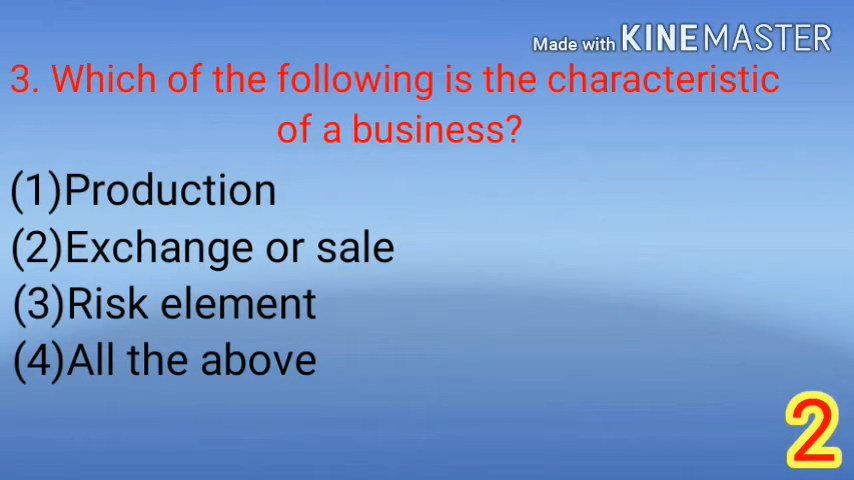 Made with KINEMASTER
3. Which of the following is the characteristic
of a business?
(1)Production
(2)Exchange or sale
(3)Risk element
(4)All the above
2